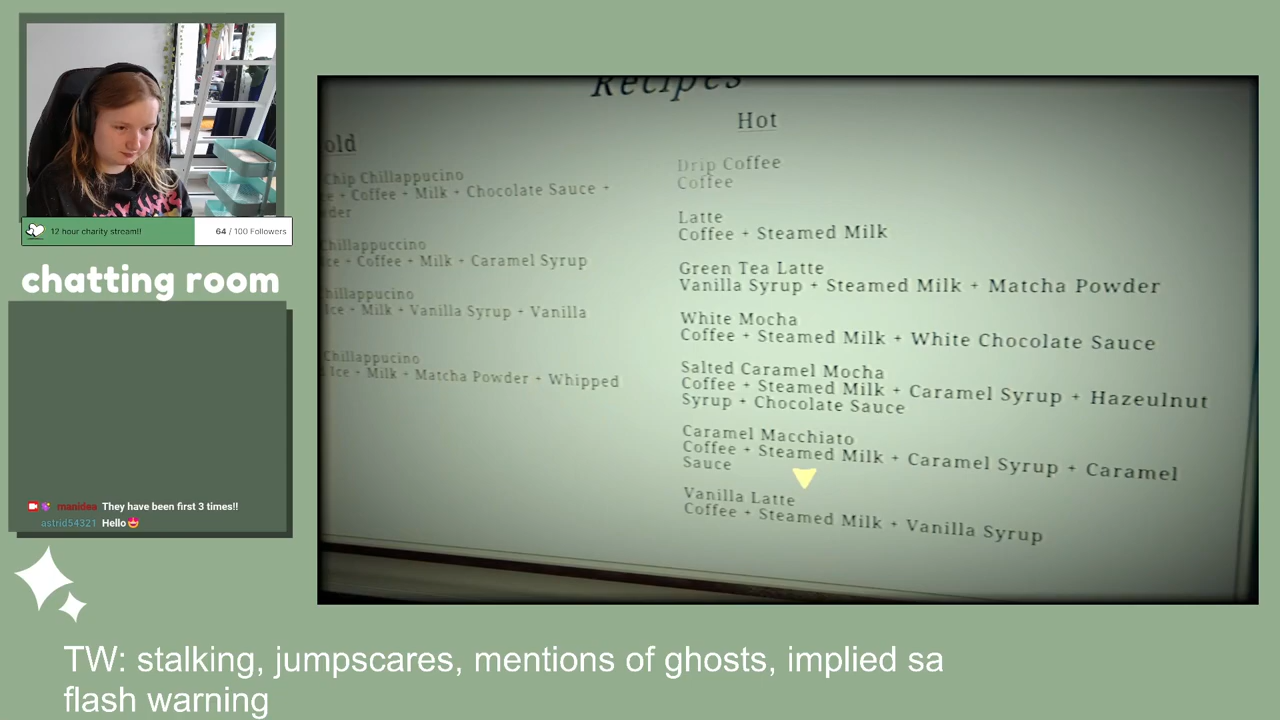 12 hour charity stream!!
64 / 100 Followers
chatting room
manidea They have been first 3 times!!
astrid54321 Hello
Recipes
old
Chip Chillappucino
+ Coffee + Milk + Chocolate Sauce +
Chillappuccino
+ Coffee + Milk + Caramel Syrup
hillappucino
Ice + Milk + Vanilla Syrup + Vanilla
Chillappucino
Ice + Milk + Matcha Powder + Whipped
Hot
Drip Coffee
Coffee
Latte
Coffee + Steamed Milk
Green Tea Latte
Vanilla Syrup + Steamed Milk + Matcha Powder
White Mocha
Coffee + Steamed Milk + White Chocolate Sauce
Salted Caramel Mocha
Coffee + Steamed Milk + Caramel Syrup + Hazeulnut
Syrup + Chocolate Sauce
Caramel Macchiato
Coffee + Steamed Milk + Caramel Syrup + Caramel
Sauce
Vanilla Latte
Coffee + Steamed Milk + Vanilla Syrup
TW: stalking, jumpscares, mentions of ghosts, implied sa
flash warning